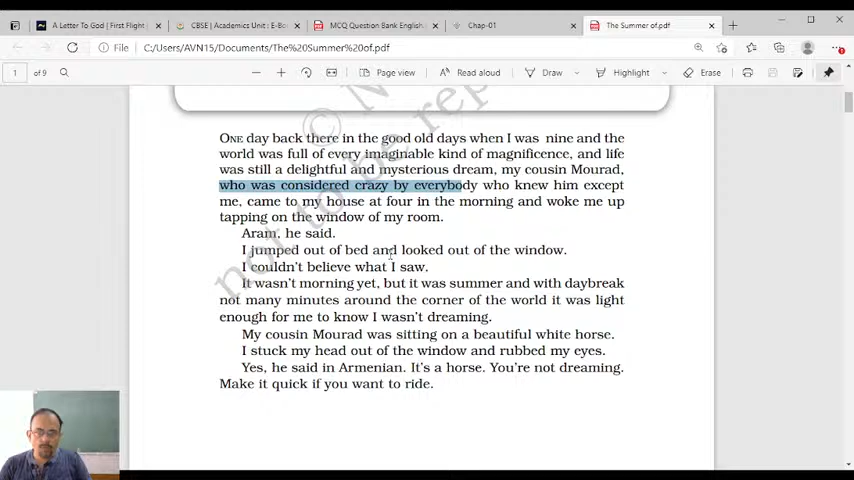 A Letter To God | First Flight
CBSE | Academics Unit : E-Boo
MCQ Question Bank English.
Chap-01
The Summer of.pdf
File
C:/Users/AVN15/Documents/The%20Summer%20of.pdf
1 of 9
Page view
Read aloud
Draw
Highlight
Erase
© N
not to be rep
ONE day back there in the good old days when I was nine and the
world was full of every imaginable kind of magnificence, and life
was still a delightful and mysterious dream, my cousin Mourad,
who was considered crazy by everybody who knew him except
me, came to my house at four in the morning and woke me up
tapping on the window of my room.
Aram, he said.
I jumped out of bed and looked out of the window.
I couldn't believe what I saw.
It wasn't morning yet, but it was summer and with daybreak
not many minutes around the corner of the world it was light
enough for me to know I wasn't dreaming.
My cousin Mourad was sitting on a beautiful white horse.
I stuck my head out of the window and rubbed my eyes.
Yes, he said in Armenian. It's a horse. You're not dreaming.
Make it quick if you want to ride.